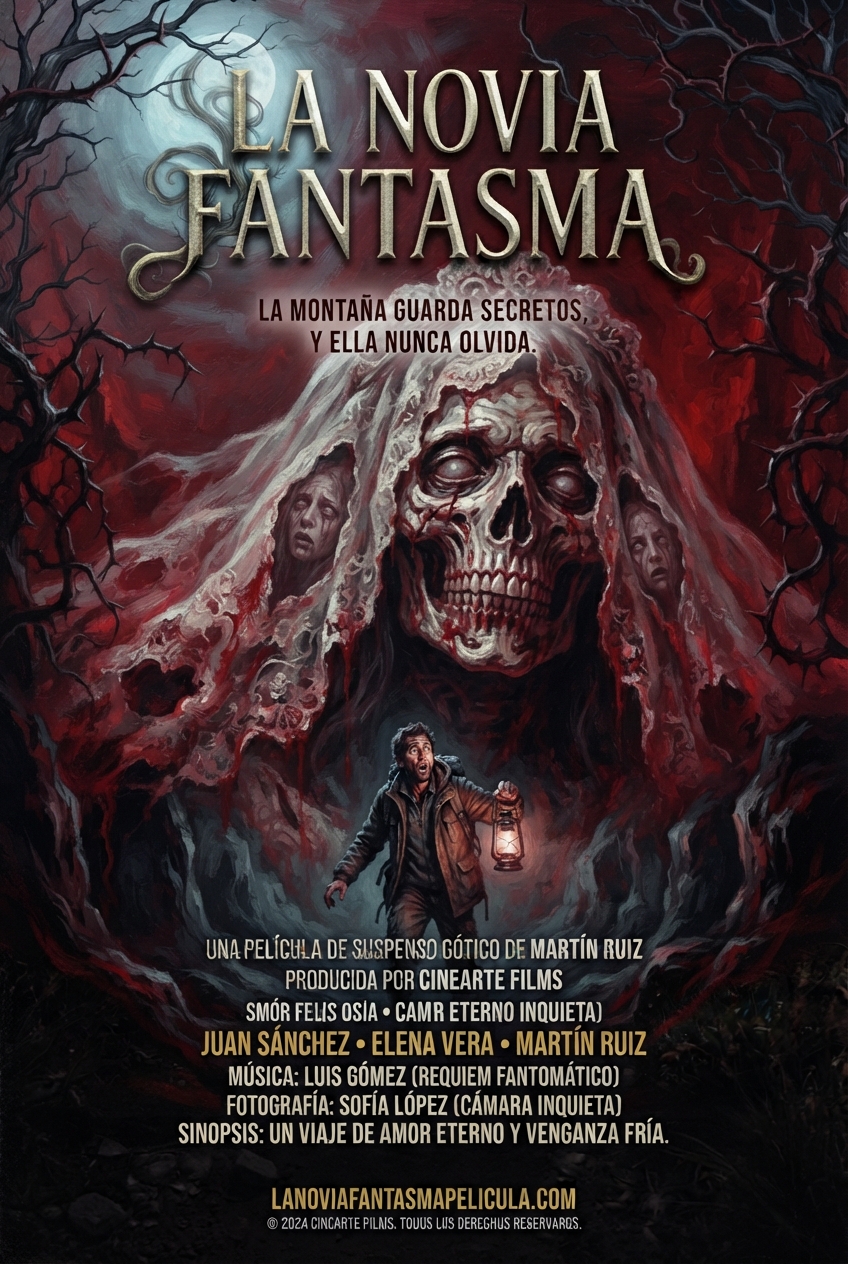 LA NOVIA
FANTASMA
LA MONTAÑA GUARDA SECRETOS,
Y ELLA NUNCA OLVIDA.
UNA PELÍCULA DE SUSPENSO GÓTICO DE MARTÍN RUIZ
PRODUCIDA POR CINEARTE FILMS
SMÓR FELIS OSÍA • CAMR ETERNO INQUIETA)
JUAN SÁNCHEZ • ELENA VERA • MARTÍN RUIZ
MÚSICA: LUIS GÓMEZ (REQUIEM FANTOMÁTICO)
FOTOGRAFÍA: SOFÍA LÓPEZ (CÁMARA INQUIETA)
SINOPSIS: UN VIAJE DE AMOR ETERNO Y VENGANZA FRÍA.
LANOVIAFANTASMAPELICULA.COM
© 2024 CINCARTE PILNS. TOUUS LIS DEREGHUS RESERVARÇS.